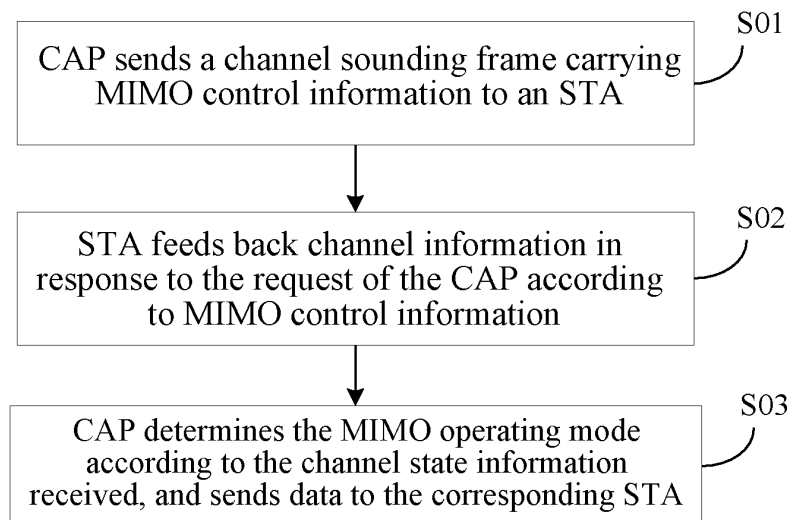 S01
CAP sends a channel sounding frame carrying
MIMO control information to an STA
S02
STA feeds back channel information in
response to the request of the CAP according
to MIMO control information
S03
CAP determines the MIMO operating mode
according to the channel state information
received, and sends data to the corresponding STA